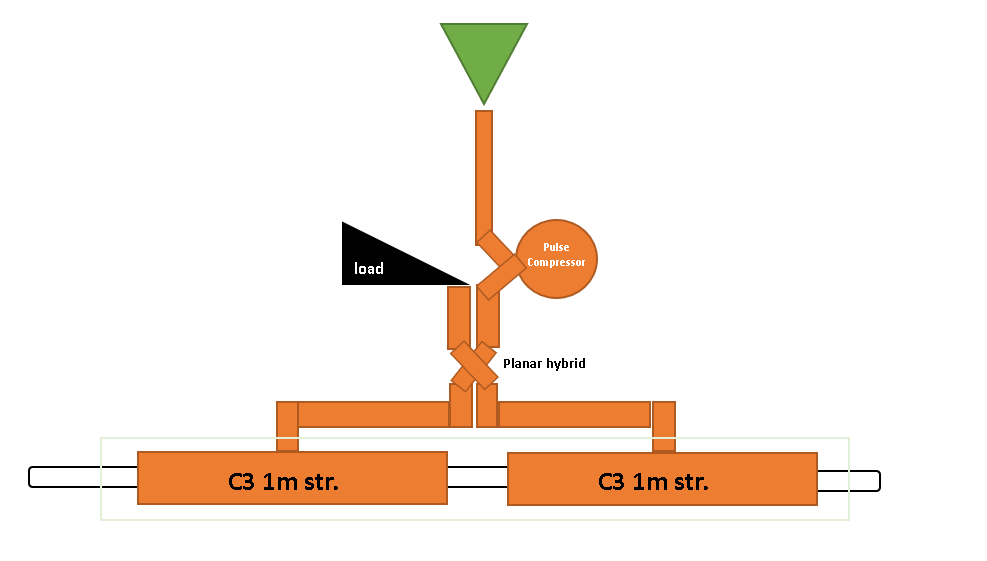 Pulse
Compressor
load
Planar hybrid
C3 1m str.
C3 1m str.